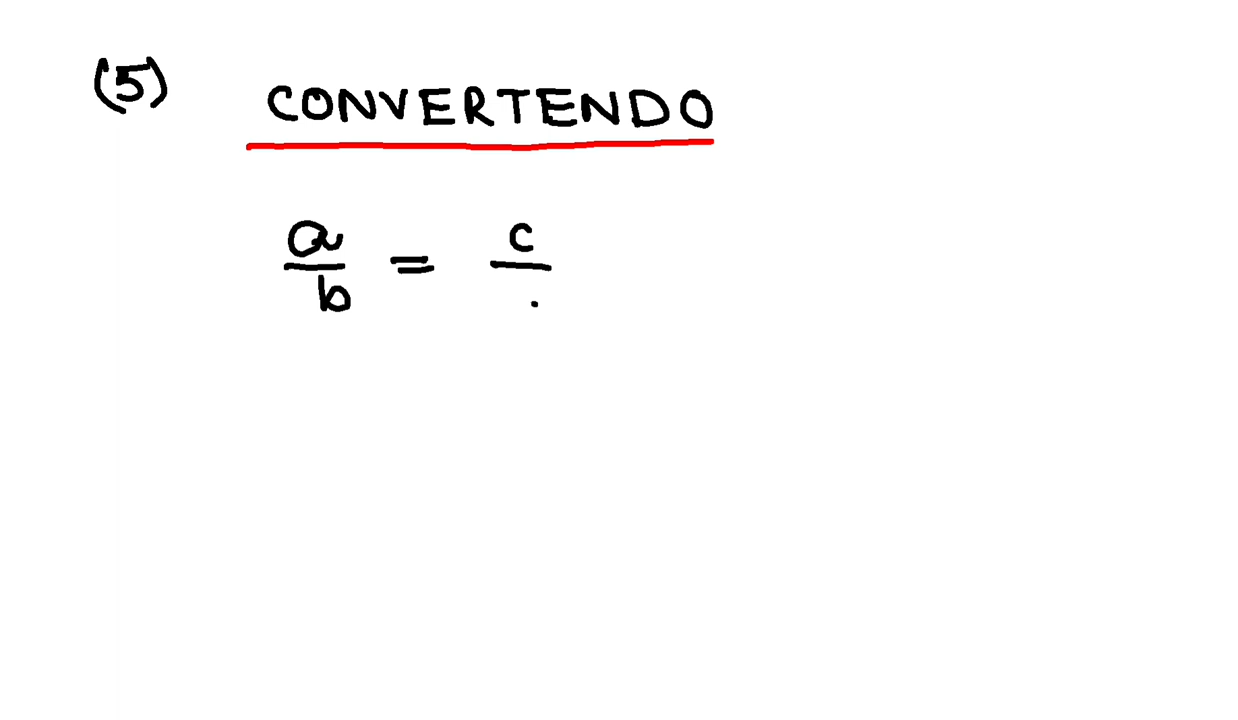 (5) CONVERTENDO
a/b = c/